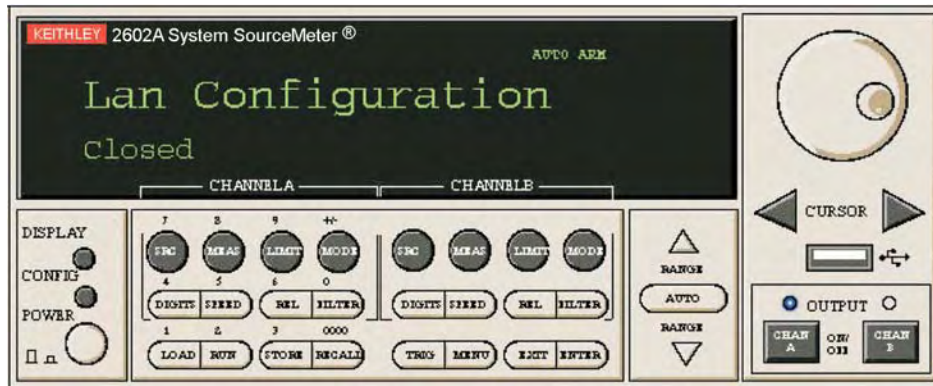 KEITHLEY 2602A System SourceMeter ®
AUTO ARM
Lan Configuration
Closed
CHANNELA CHANNELB
DISPLAY
CONFIG
POWER
7 8 9 +/-
SRC MEAS LIMIT MODE SRC MEAS LIMIT MODE
4 5 6 0
DIGITS SPEED REL FILTER DIGITS SPEED REL FILTER
1 2 3 0000
LOAD RUN STORE RECALL TRIG MENU EXIT ENTER
RANGE
AUTO
RANGE
CURSOR
OUTPUT
CHAN A ON/OFF CHAN B